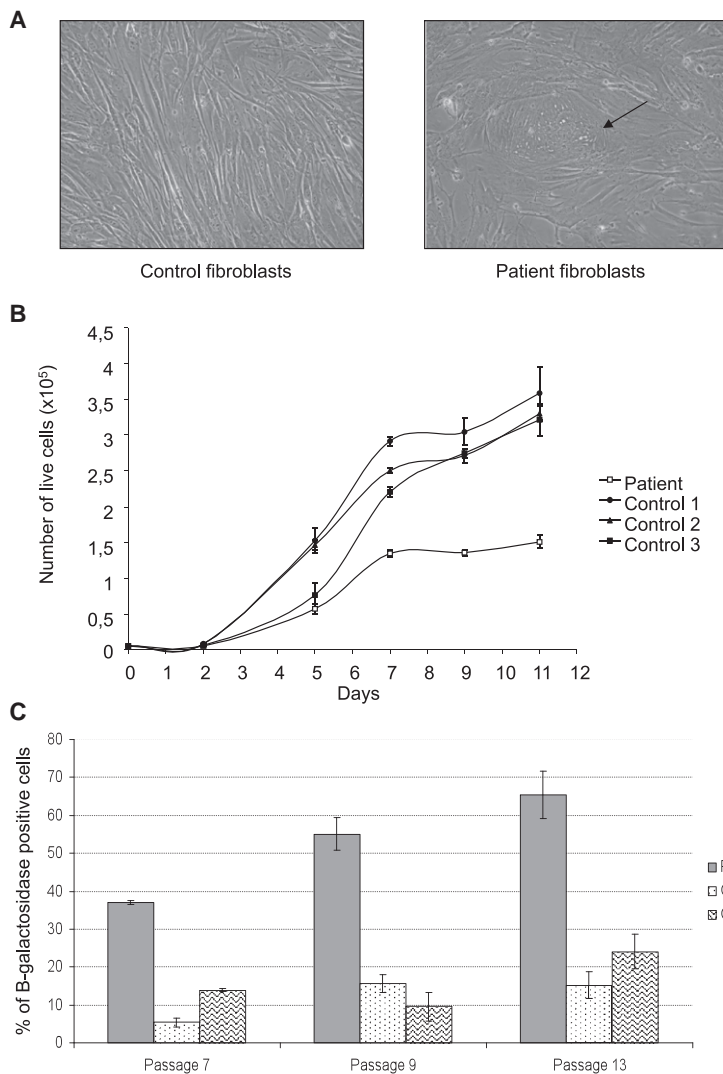 A
Control fibroblasts
Patient fibroblasts
B
Number of live cells (x10⁵)
4,5
4
3,5
3
2,5
2
1,5
1
0,5
0
0 1 2 3 4 5 6 7 8 9 10 11 12
Days
Patient
Control 1
Control 2
Control 3
C
% of B-galactosidase positive cells
80
70
60
50
40
30
20
10
0
Passage 7
Passage 9
Passage 13